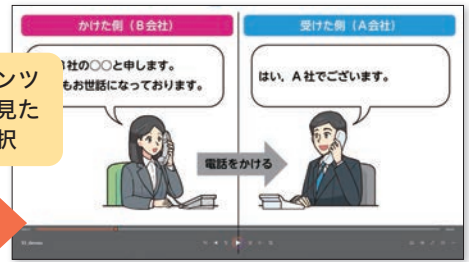 かけた側（B会社）
受けた側（A会社）
社の○○と申します。
お世話になっております。
はい，A社でございます。
ンツ
見た
択
電話をかける